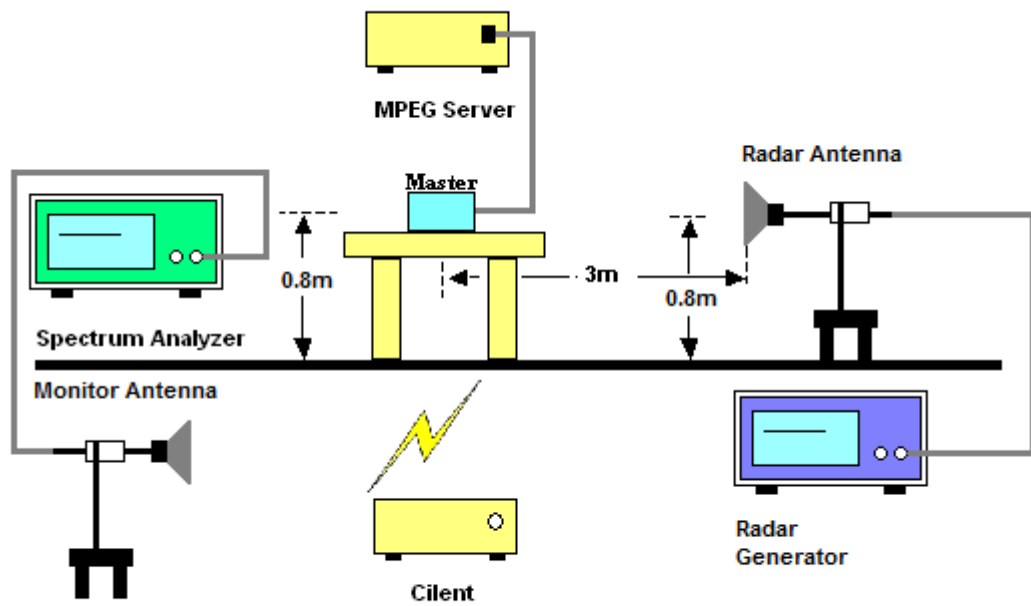 MPEG Server
Radar Antenna
Master
0.8m
3m
0.8m
Spectrum Analyzer
Monitor Antenna
Radar
Generator
Cilent